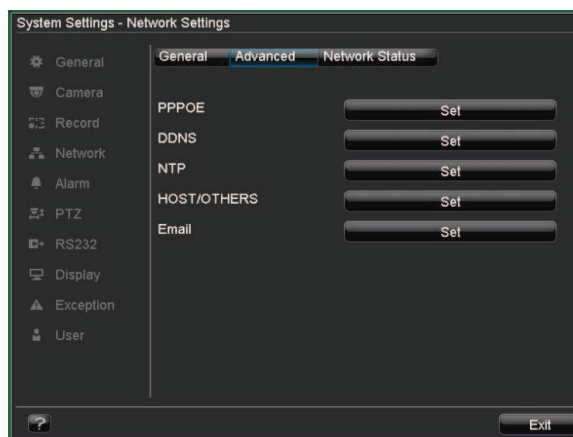 System Settings - Network Settings
General
Camera
Record
Network
Alarm
PTZ
RS232
Display
Exception
User
General Advanced Network Status
PPPOE Set
DDNS Set
NTP Set
HOST/OTHERS Set
Email Set
? Exit